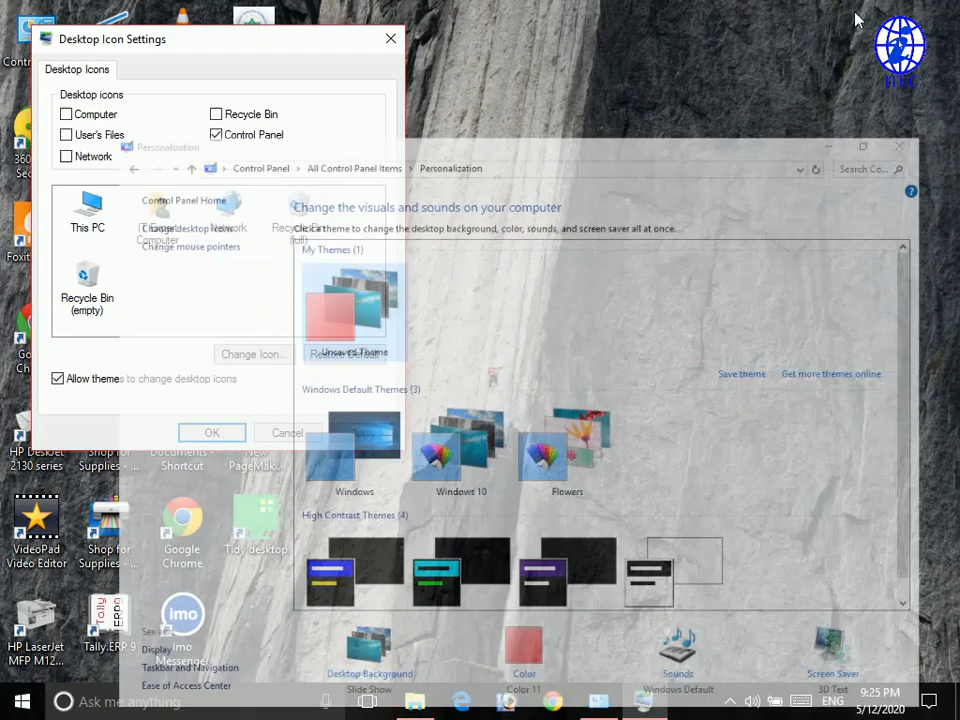 Desktop Icon Settings
Desktop Icons
Desktop icons
Computer
Recycle Bin
User's Files
Control Panel
Network
This PC
Network
Recycle Bin
(full)
Computer
Recycle Bin
(empty)
Change Icon...
Restore Default
Allow themes to change desktop icons
OK
Cancel
Personalization
Control Panel
All Control Panel Items
Personalization
Search Co...
Control Panel Home
Change desktop icons
Change mouse pointers
Change the visuals and sounds on your computer
Click a theme to change the desktop background, color, sounds, and screen saver all at once.
My Themes (1)
Unsaved Theme
Save theme
Get more themes online
Windows Default Themes (3)
Windows
Windows 10
Flowers
High Contrast Themes (4)
See also
Display
Taskbar and Navigation
Ease of Access Center
Desktop Background
Slide Show
Color
Color 11
Sounds
Windows Default
Screen Saver
3D Text
HP DeskJet
2130 series
Shop for
Supplies - ...
Documents -
Shortcut
New
PageMak...
VideoPad
Video Editor
Shop for
Supplies - ...
Google
Chrome
Tidy desktop
HP LaserJet
MFP M12...
Tally
ERP 9
Tally.ERP 9
imo
Imo
Messenger
Ask me anything
ENG
9:25 PM
5/12/2020